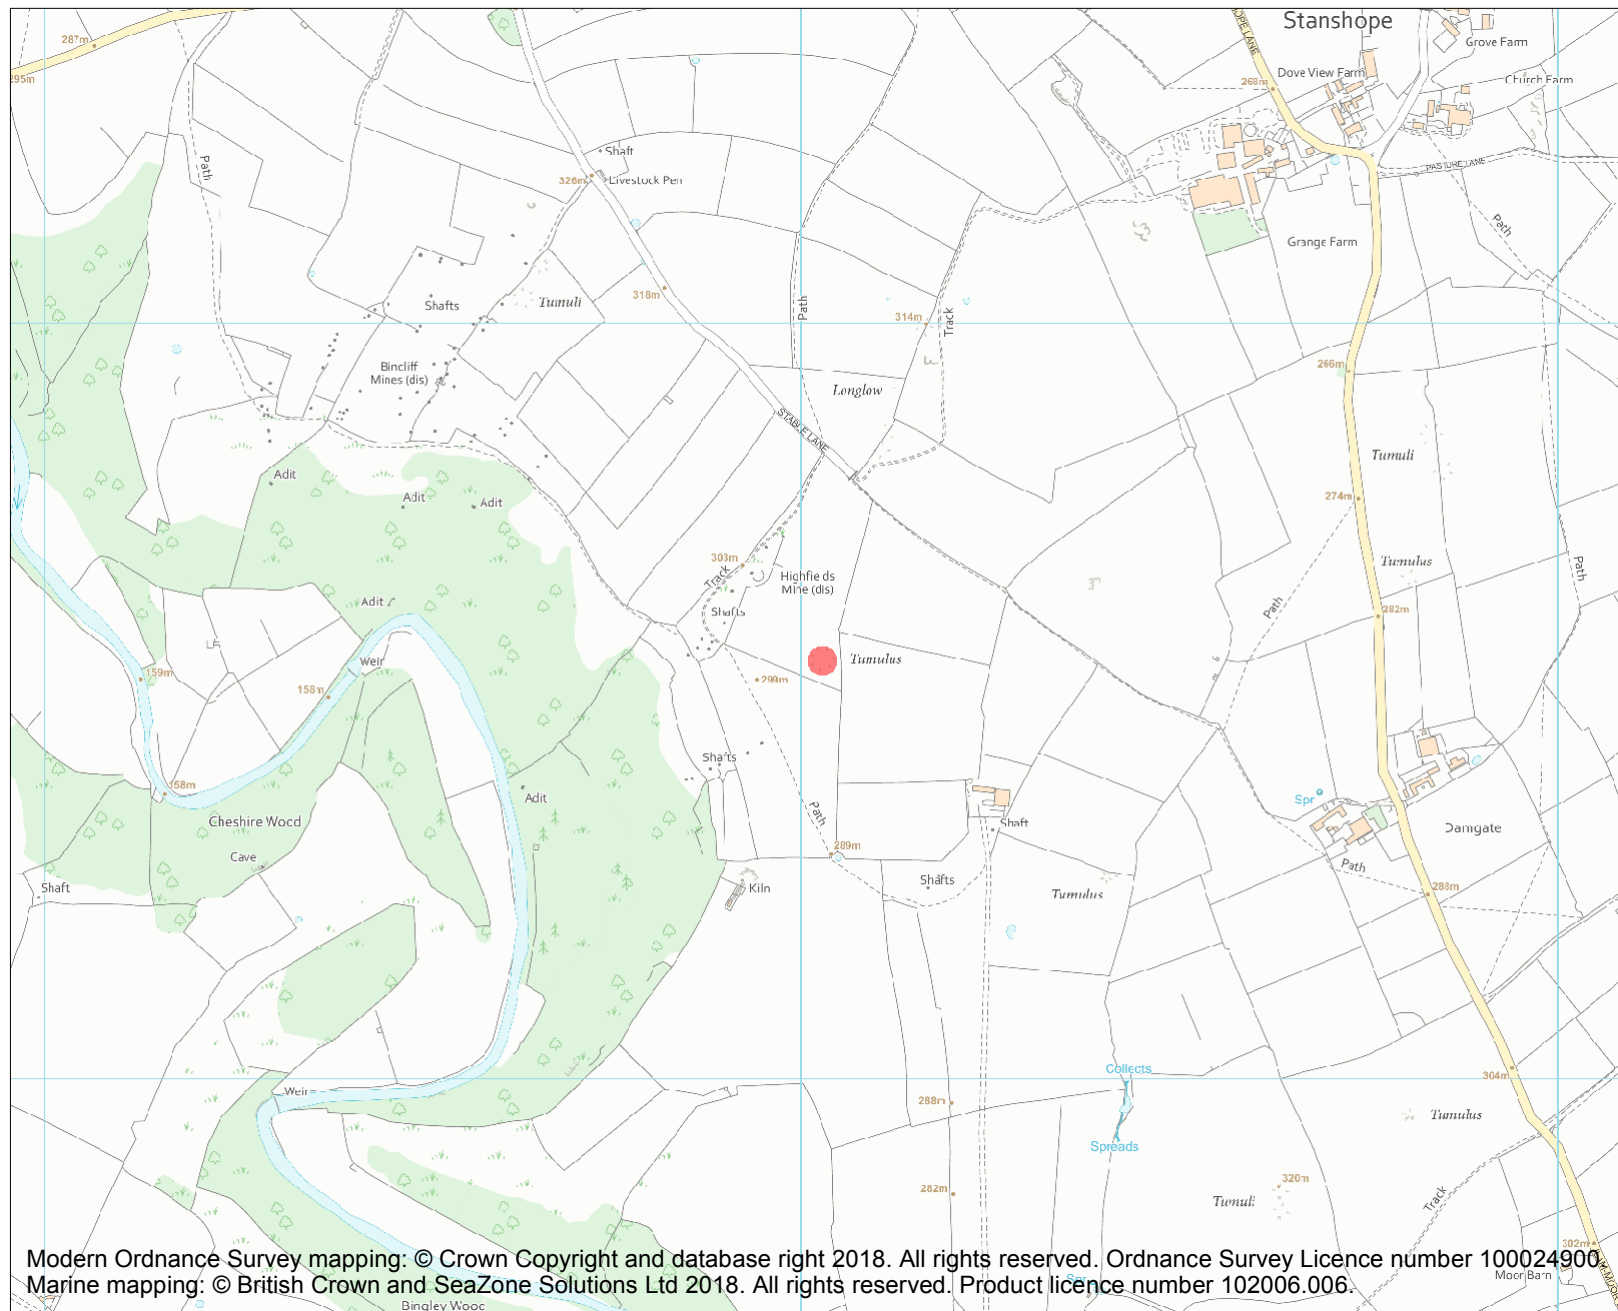 Stanshope
287m
Grove Farm
295m
HOPE LANE
Dove View Farm
Church Farm
268m
Path
Shaft
326m
Livestock Pen
PASTURE LANE
Path
Grange Farm
Shafts
Tumuli
318m
Path
314m
Track
Bincliff
Mines (dis)
266m
Longlow
STABLE LANE
Tumuli
Adit
Adit
Adit
274m
303m
Track
Highfields
Mine (dis)
Tumulus
Path
Adit
Shafts
Path
282m
Weir
Tumulus
159m
299m
158m
Shafts
158m
Adit
Spr
Cheshire Wood
Path
Shaft
Damgate
Cave
289m
Path
Shaft
Kiln
Shafts
Tumulus
288m
Collects
304m
Weir
288m
Tumulus
Spreads
282m
320m
Tumuli
Track
302m
Modern Ordnance Survey mapping: © Crown Copyright and database right 2018. All rights reserved. Ordnance Survey Licence number 100024900.
Marine mapping: © British Crown and SeaZone Solutions Ltd 2018. All rights reserved. Product licence number 102006.006.
Moor Barn
Spr
Bingley Wood